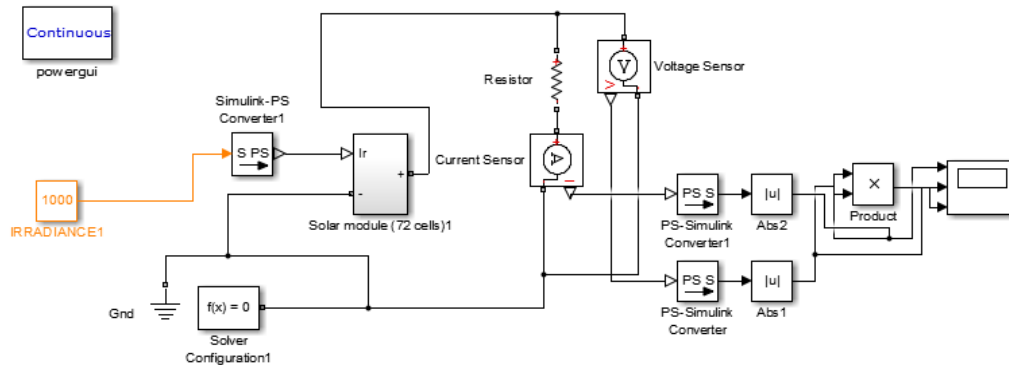 Continuous
powergui
Resistor
V
Voltage Sensor
Simulink-PS
Converter1
S PS
Ir
+
-
Solar module (72 cells)1
Current Sensor
A
1000
IRRADIANCE1
PS S
PS-Simulink
Converter1
|u|
Abs2
×
Product
Gnd
f(x) = 0
Solver
Configuration1
PS S
PS-Simulink
Converter
|u|
Abs1